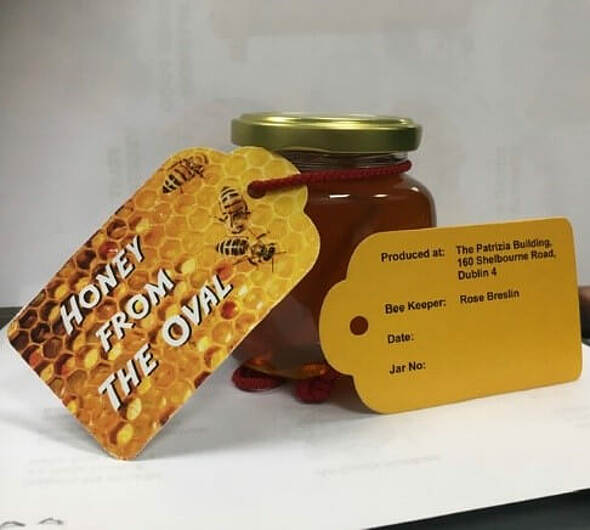 HONEY
FROM
THE OVAL
Produced at: The Patrizia Building,
160 Shelbourne Road,
Dublin 4
Bee Keeper: Rose Breslin
Date:
Jar No: